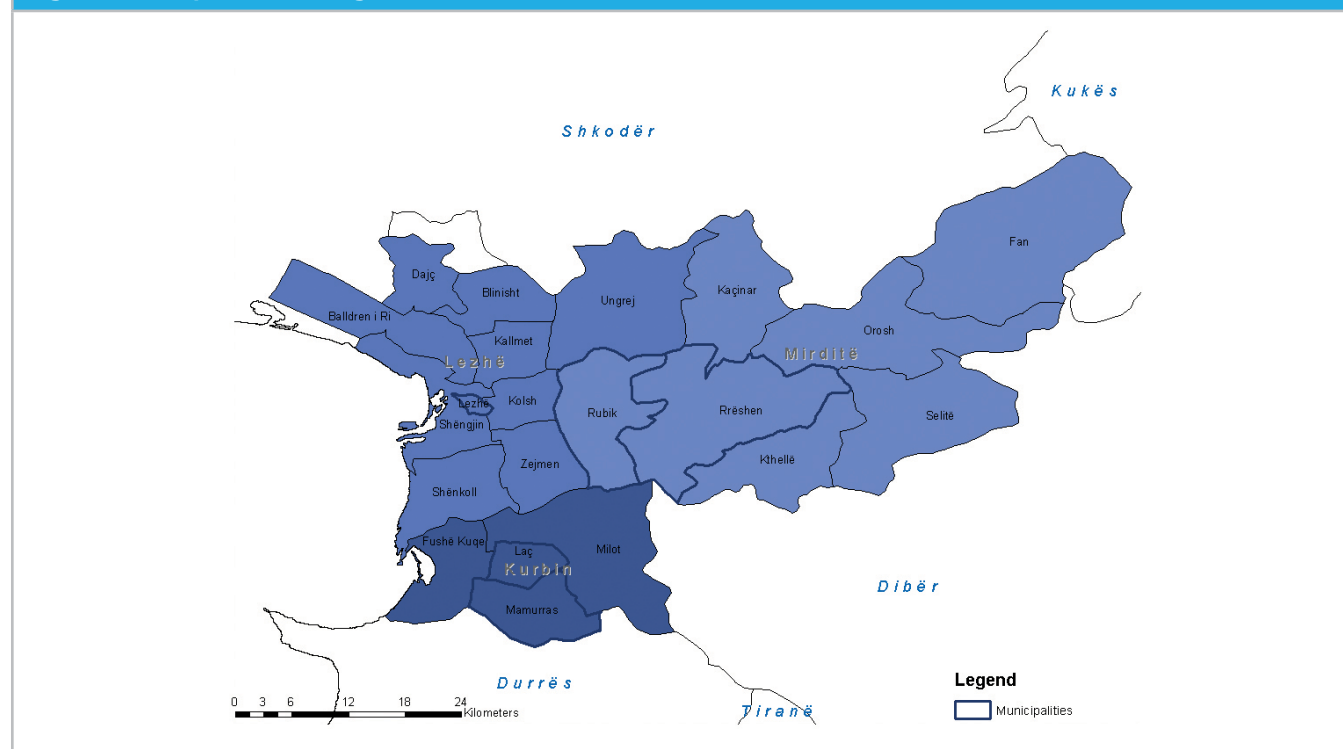 Kukës
Shkodër
Fan
Dajç
Blinisht
Ungrej
Kaçinar
Balldren i Ri
Orosh
Kallmet
Mirditë
Lezhë
Lezhë
Kolsh
Rubik
Rrëshen
Selitë
Shëngjin
Zejmen
Kthellë
Shënkoll
Fushë Kuqe
Laç
Milot
Kurbin
Dibër
Mamurras
Durrës
Legend
Municipalities
0 3 6 12 18 24
Kilometers
Tiranë